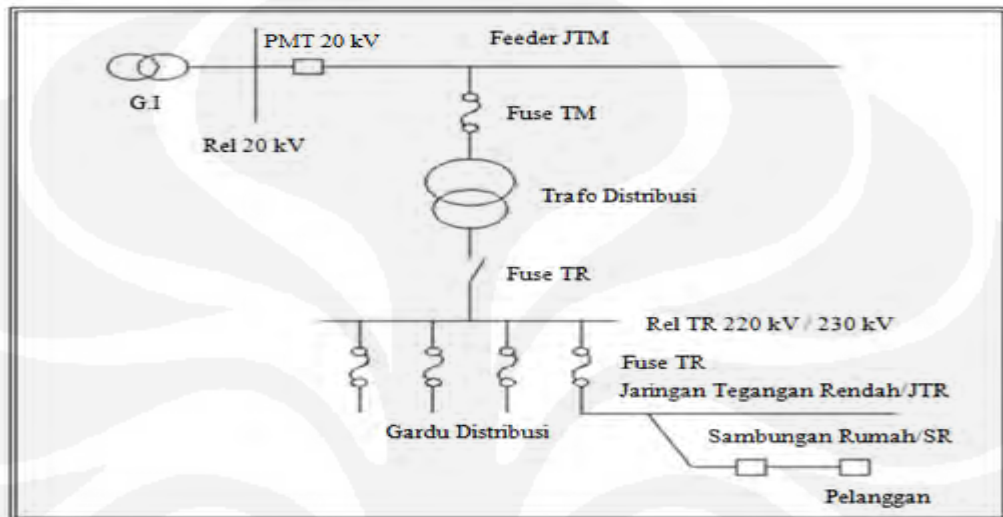 PMT 20 kV
Feeder JTM
G.I
Rel 20 kV
Fuse TM
Trafo Distribusi
Fuse TR
Rel TR 220 kV / 230 kV
Fuse TR
Jaringan Tegangan Rendah/JTR
Gardu Distribusi
Sambungan Rumah/SR
Pelanggan